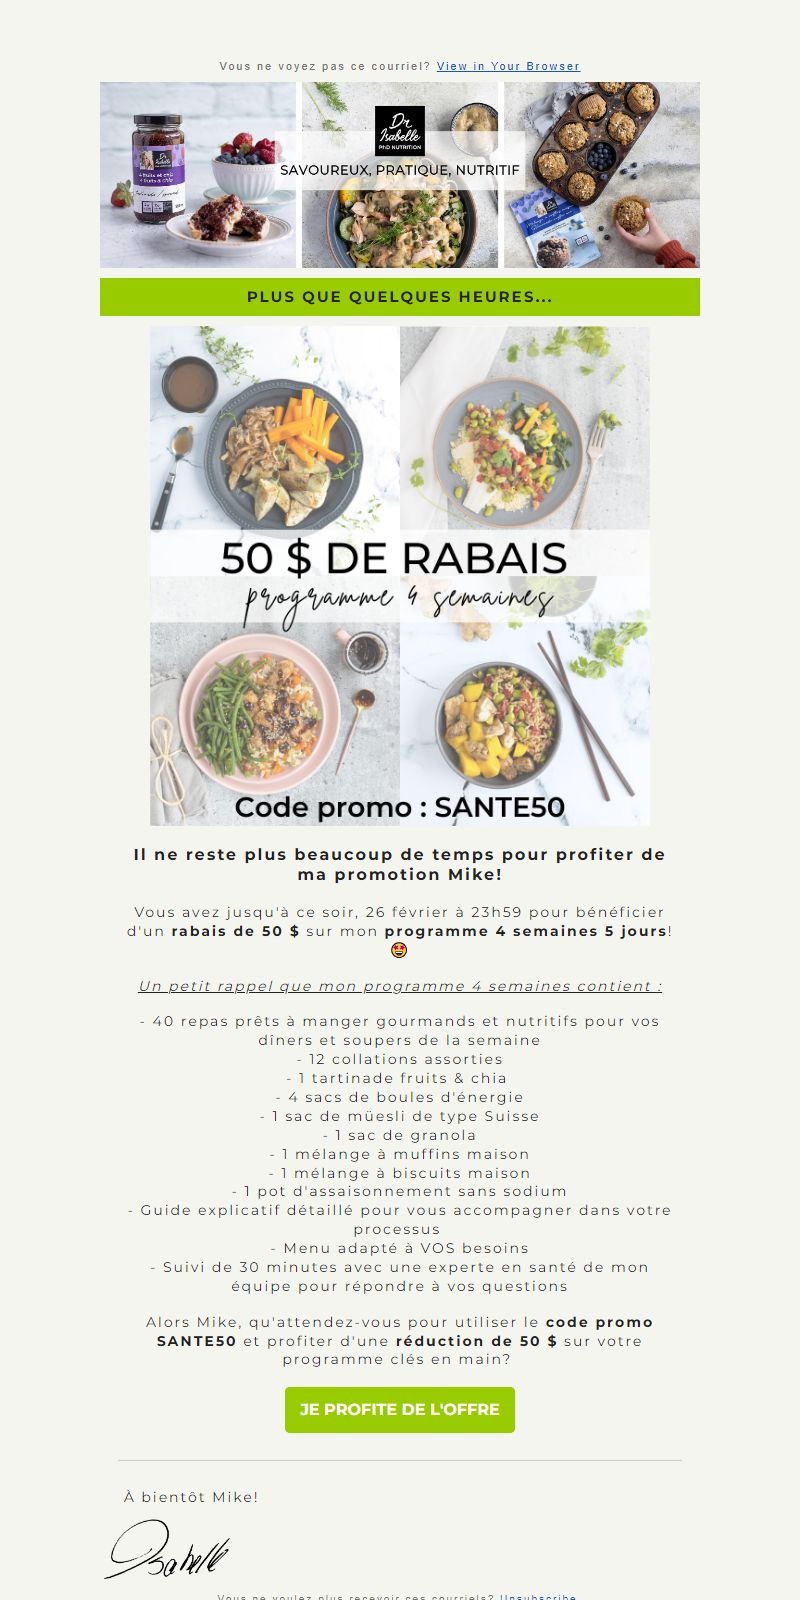 Vous ne voyez pas ce courriel? View in Your Browser
Dr
Isabelle
PhD NUTRITION
SAVOUREUX, PRATIQUE, NUTRITIF
Dr
Isabelle
PhD NUTRITION
PLUS QUE QUELQUES HEURES...
50 $ DE RABAIS
programme 4 semaines
Code promo : SANTE50
Il ne reste plus beaucoup de temps pour profiter de
ma promotion Mike!
Vous avez jusqu'à ce soir, 26 février à 23h59 pour bénéficier
d'un rabais de 50 $ sur mon programme 4 semaines 5 jours!
🤩
Un petit rappel que mon programme 4 semaines contient :
- 40 repas prêts à manger gourmands et nutritifs pour vos
dîners et soupers de la semaine
- 12 collations assorties
- 1 tartinade fruits & chia
- 4 sacs de boules d'énergie
- 1 sac de müesli de type Suisse
- 1 sac de granola
- 1 mélange à muffins maison
- 1 mélange à biscuits maison
- 1 pot d'assaisonnement sans sodium
- Guide explicatif détaillé pour vous accompagner dans votre
processus
- Menu adapté à VOS besoins
- Suivi de 30 minutes avec une experte en santé de mon
équipe pour répondre à vos questions
Alors Mike, qu'attendez-vous pour utiliser le code promo
SANTE50 et profiter d'une réduction de 50 $ sur votre
programme clés en main?
JE PROFITE DE L'OFFRE
À bientôt Mike!
Isabelle
Vous ne voulez plus recevoir ces courriels? Unsubscribe